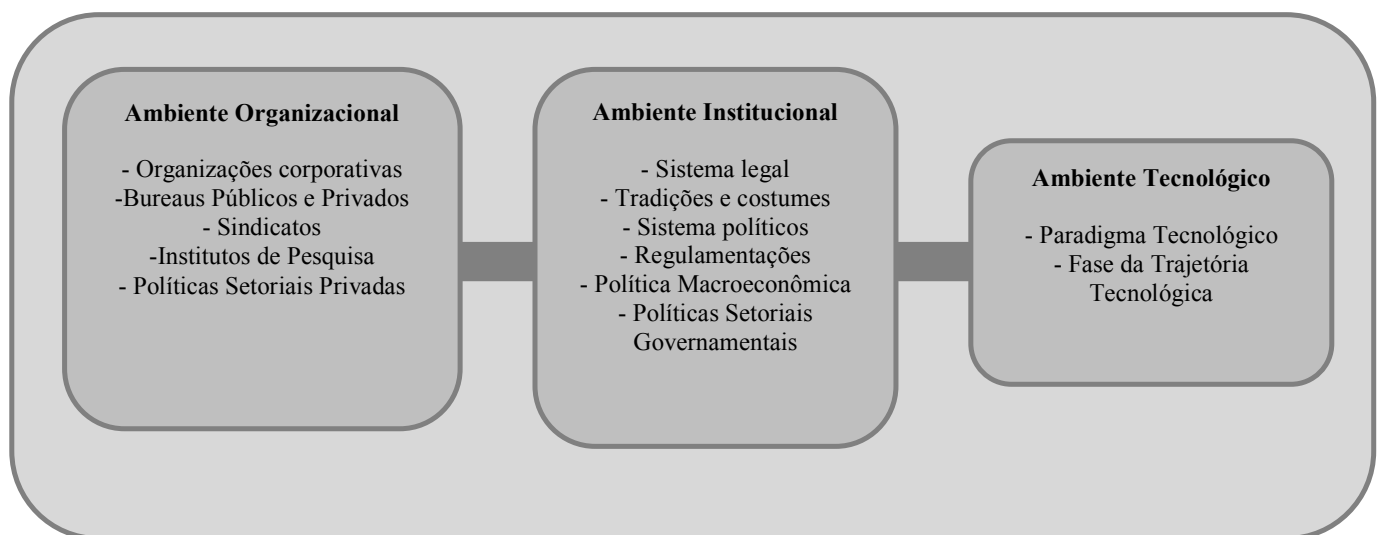 Ambiente Organizacional
- Organizações corporativas
-Bureaus Públicos e Privados
- Sindicatos
-Institutos de Pesquisa
- Políticas Setoriais Privadas
Ambiente Institucional
- Sistema legal
- Tradições e costumes
- Sistema políticos
- Regulamentações
- Política Macroeconômica
- Políticas Setoriais
Governamentais
Ambiente Tecnológico
- Paradigma Tecnológico
- Fase da Trajetória
Tecnológica